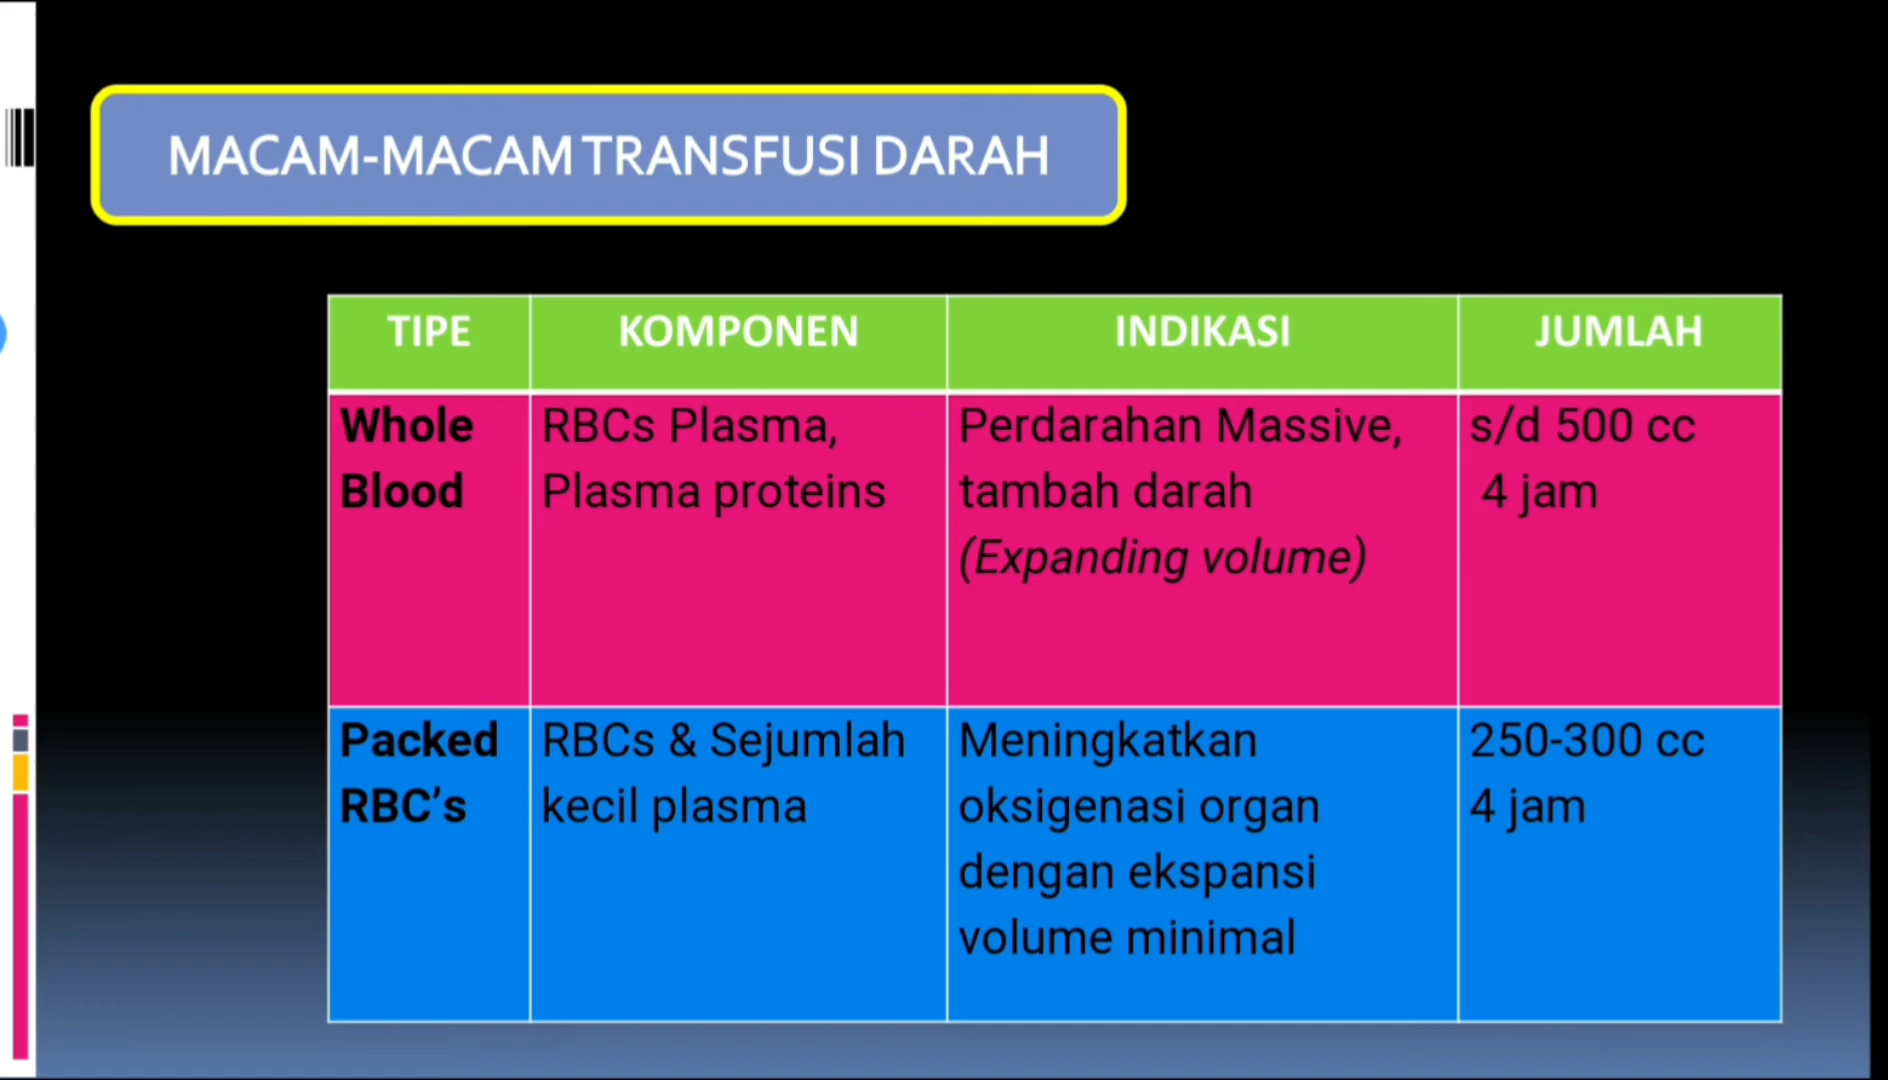 MACAM-MACAM TRANSFUSI DARAH
TIPE KOMPONEN INDIKASI JUMLAH
Whole
Blood
RBCs Plasma,
Plasma proteins
Perdarahan Massive,
tambah darah
(Expanding volume)
s/d 500 cc
4 jam
Packed
RBC’s
RBCs & Sejumlah
kecil plasma
Meningkatkan
oksigenasi organ
dengan ekspansi
volume minimal
250-300 cc
4 jam